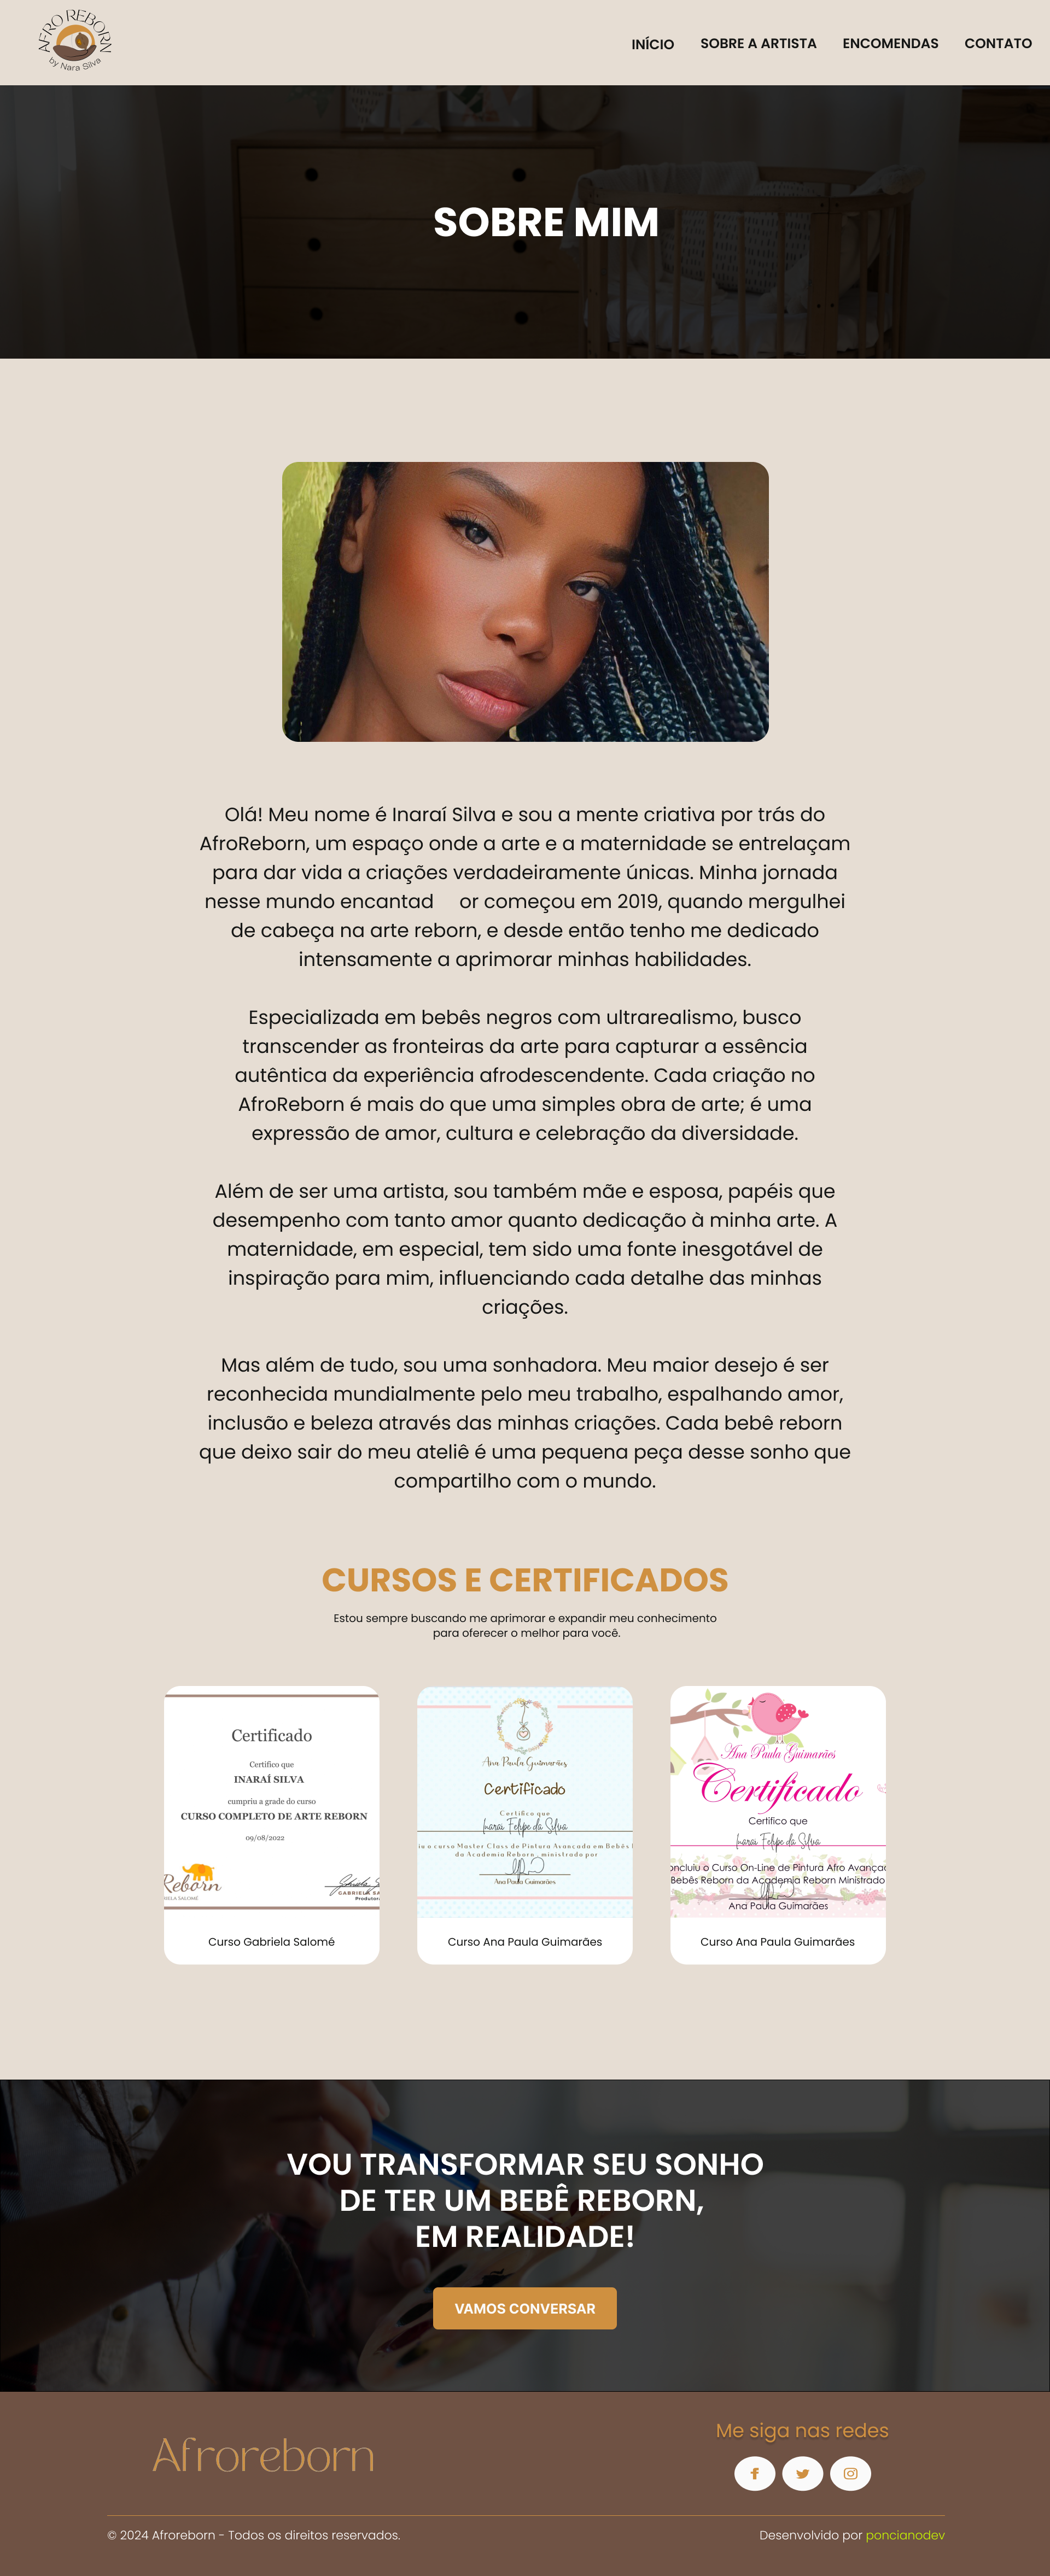 AFRO REBORN
by Nara Silva
INÍCIO SOBRE A ARTISTA ENCOMENDAS CONTATO
SOBRE MIM
Olá! Meu nome é Inaraí Silva e sou a mente criativa por trás do
AfroReborn, um espaço onde a arte e a maternidade se entrelaçam
para dar vida a criações verdadeiramente únicas. Minha jornada
nesse mundo encantad or começou em 2019, quando mergulhei
de cabeça na arte reborn, e desde então tenho me dedicado
intensamente a aprimorar minhas habilidades.
Especializada em bebês negros com ultrarealismo, busco
transcender as fronteiras da arte para capturar a essência
autêntica da experiência afrodescendente. Cada criação no
AfroReborn é mais do que uma simples obra de arte; é uma
expressão de amor, cultura e celebração da diversidade.
Além de ser uma artista, sou também mãe e esposa, papéis que
desempenho com tanto amor quanto dedicação à minha arte. A
maternidade, em especial, tem sido uma fonte inesgotável de
inspiração para mim, influenciando cada detalhe das minhas
criações.
Mas além de tudo, sou uma sonhadora. Meu maior desejo é ser
reconhecida mundialmente pelo meu trabalho, espalhando amor,
inclusão e beleza através das minhas criações. Cada bebê reborn
que deixo sair do meu ateliê é uma pequena peça desse sonho que
compartilho com o mundo.
CURSOS E CERTIFICADOS
Estou sempre buscando me aprimorar e expandir meu conhecimento
para oferecer o melhor para você.
Certificado
Certifico que
INARAÍ SILVA
cumpriu a grade do curso
CURSO COMPLETO DE ARTE REBORN
09/08/2022
Reborn
IELA SALOMÉ
GABRIELA SA
Produtor
Curso Gabriela Salomé
Ana Paula Guimarães
Certificado
Certifico que
Inarai Felipe da Silva
iu o curso Master Class de Pintura Avançada em Bebês
da Academia Reborn, ministrado por
Ana Paula Guimarães
Curso Ana Paula Guimarães
Ana Paula Guimarães
Certificado
Certifico que
Inarai Felipe da Silva
oncluiu o Curso On-Line de Pintura Afro Avançad
Bebês Reborn da Academia Reborn Ministrado
Ana Paula Guimarães
Curso Ana Paula Guimarães
VOU TRANSFORMAR SEU SONHO
DE TER UM BEBÊ REBORN,
EM REALIDADE!
VAMOS CONVERSAR
Afroreborn
Me siga nas redes
© 2024 Afroreborn - Todos os direitos reservados.
Desenvolvido por poncianodev